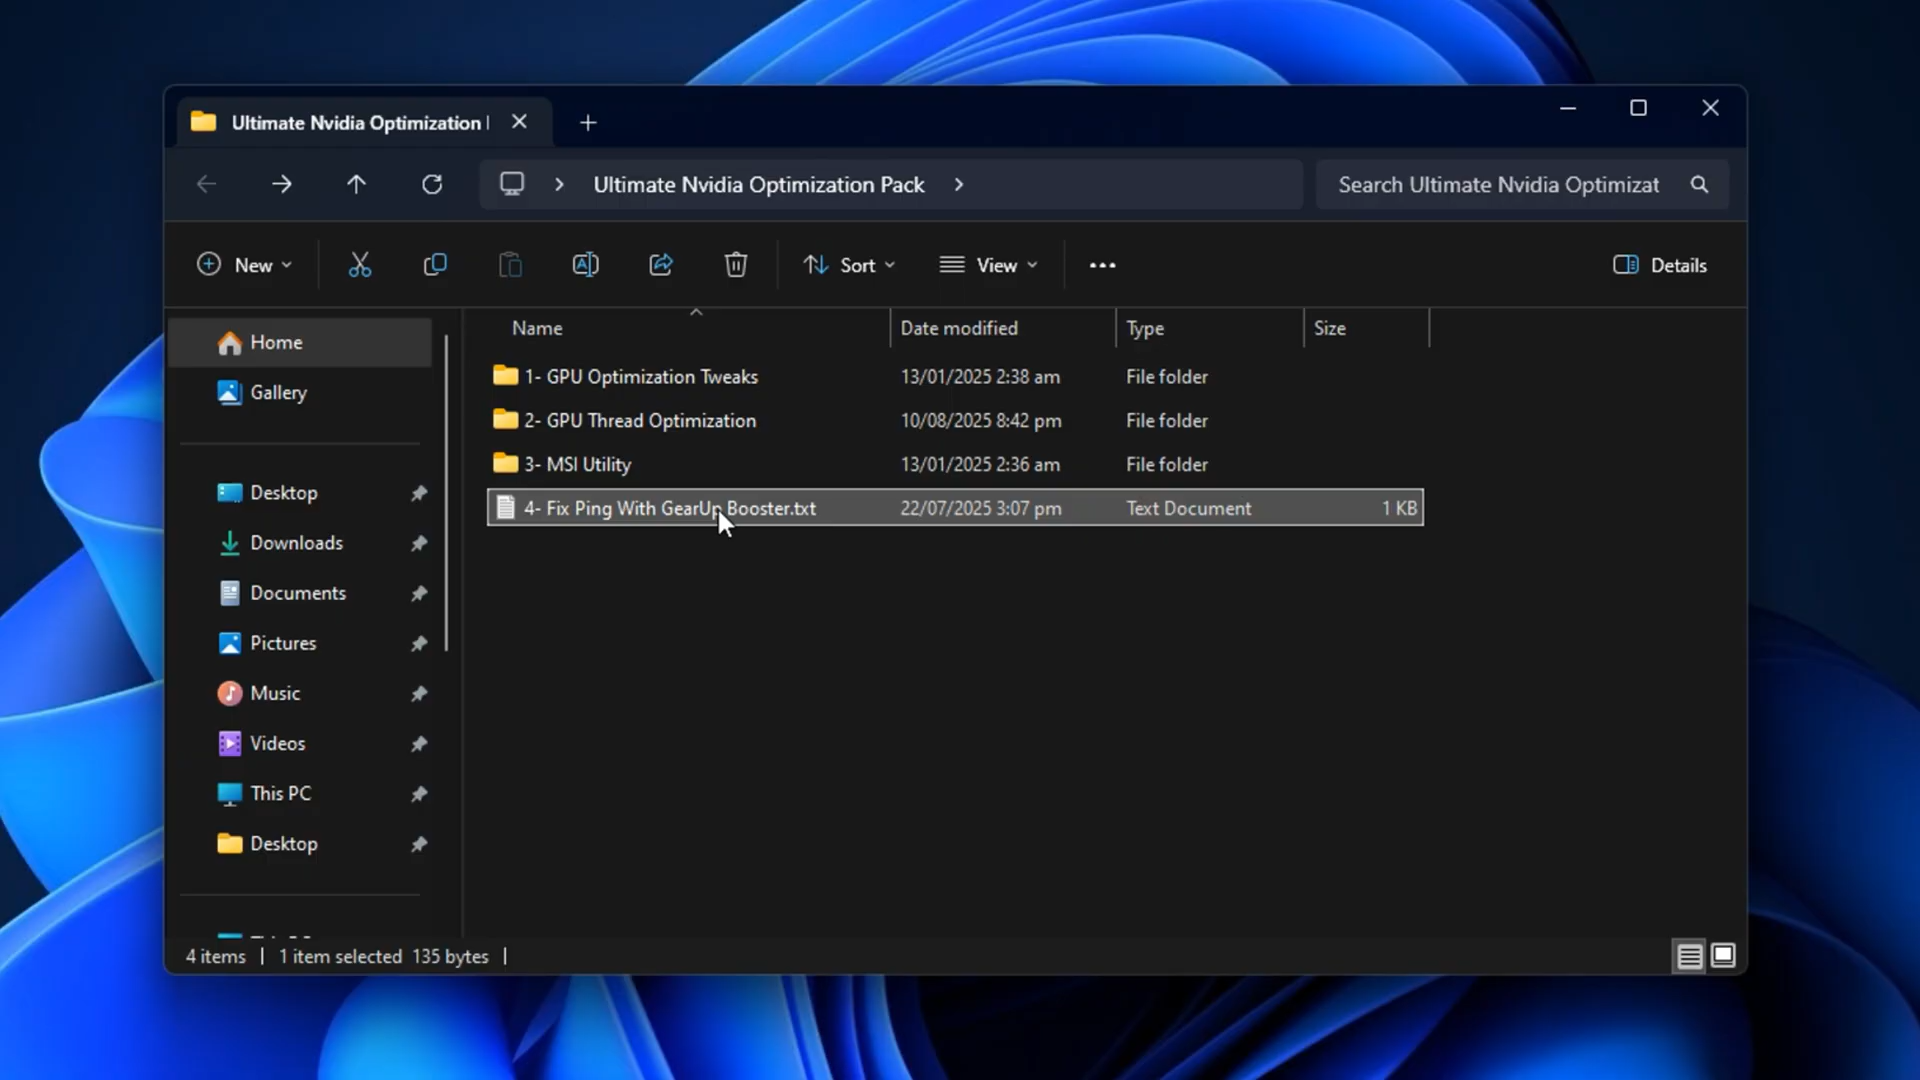 Ultimate Nvidia Optimization
Ultimate Nvidia Optimization Pack
Search Ultimate Nvidia Optimizat
New
Sort
View
Details
Name Date modified Type Size
Home
Gallery
Desktop
Downloads
Documents
Pictures
Music
Videos
This PC
Desktop
1- GPU Optimization Tweaks 13/01/2025 2:38 am File folder
2- GPU Thread Optimization 10/08/2025 8:42 pm File folder
3- MSI Utility 13/01/2025 2:36 am File folder
4- Fix Ping With GearUp Booster.txt 22/07/2025 3:07 pm Text Document 1 KB
4 items | 1 item selected 135 bytes |